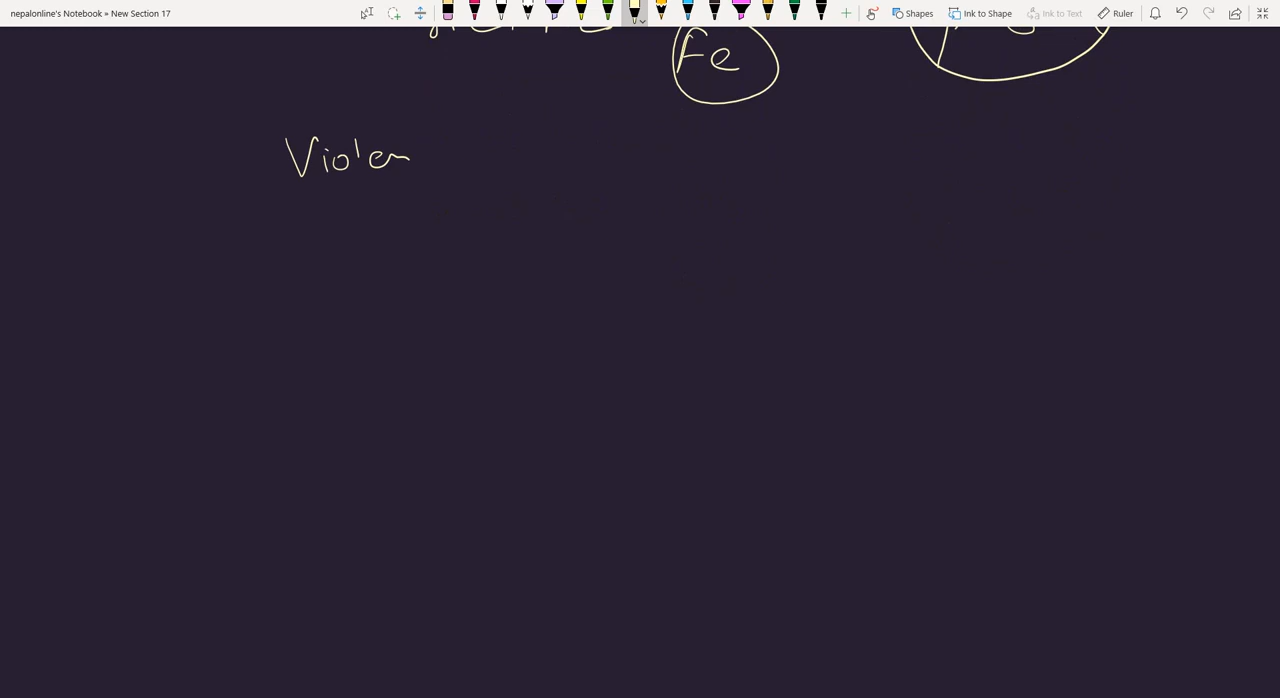 nepalonline's Notebook » New Section 17
Shapes Ink to Shape Ink to Text Ruler
Fe
Violen